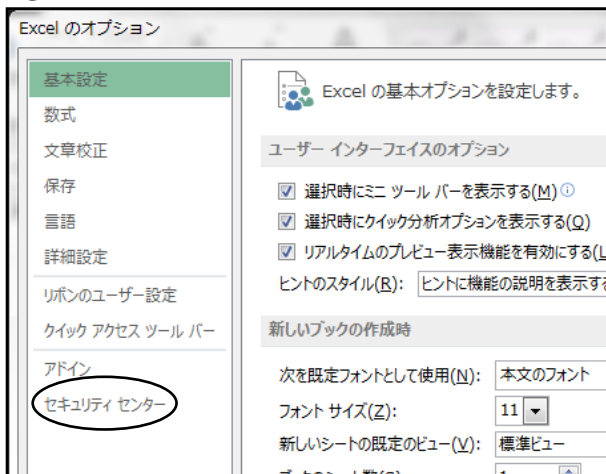 Excel のオプション
基本設定
数式
文章校正
保存
言語
詳細設定
リボンのユーザー設定
クイック アクセス ツール バー
アドイン
セキュリティ センター
Excel の基本オプションを設定します。
ユーザー インターフェイスのオプション
選択時にミニ ツール バーを表示する(M)
選択時にクイック分析オプションを表示する(Q)
リアルタイムのプレビュー表示機能を有効にする(L
ヒントのスタイル(R): ヒントに機能の説明を表示する
新しいブックの作成時
次を既定フォントとして使用(N): 本文のフォント
フォント サイズ(Z): 11
新しいシートの既定のビュー(V): 標準ビュー